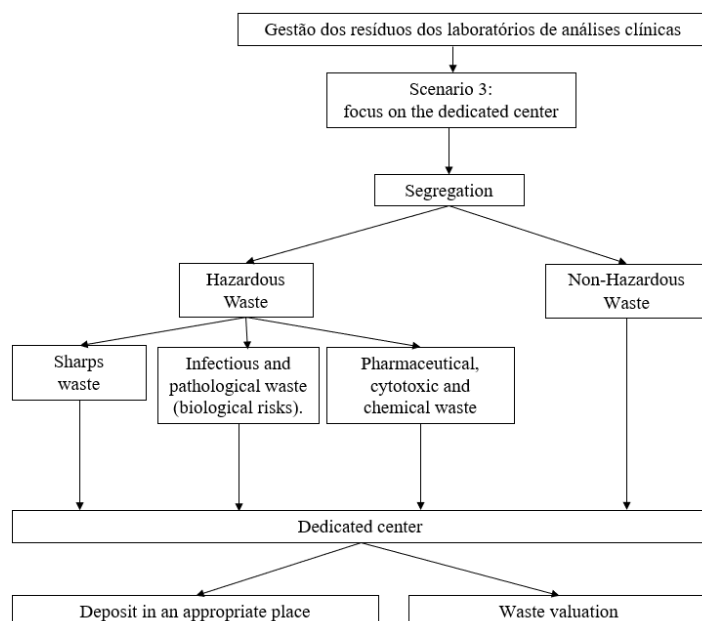 Gestão dos resíduos dos laboratórios de análises clínicas
Scenario 3:
focus on the dedicated center
Segregation
Hazardous
Waste
Non-Hazardous
Waste
Sharps
waste
Infectious and
pathological waste
(biological risks).
Pharmaceutical,
cytotoxic and
chemical waste
Dedicated center
Deposit in an appropriate place
Waste valuation